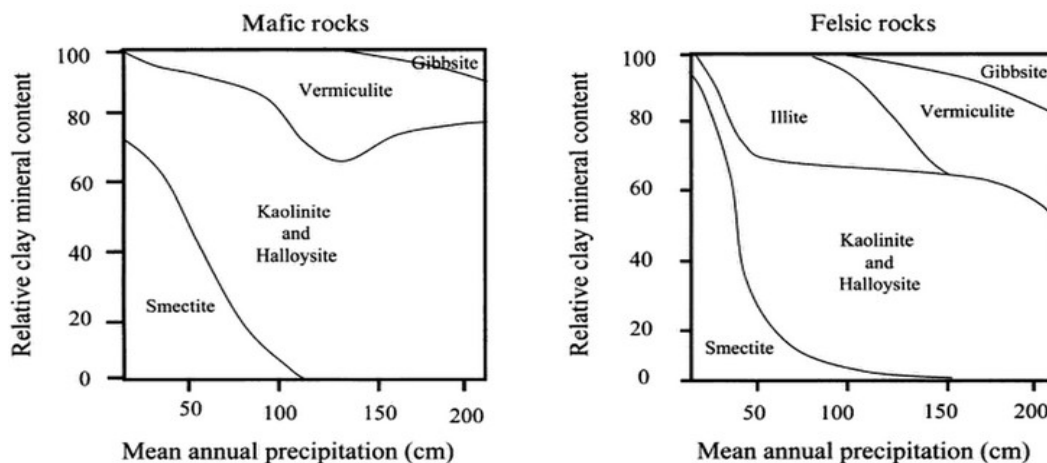 Mafic rocks
Relative clay mineral content
100
80
60
40
20
0
Gibbsite
Vermiculite
Kaolinite
and
Halloysite
Smectite
50
100
150
200
Mean annual precipitation (cm)
Felsic rocks
Relative clay mineral content
100
80
60
40
20
0
Gibbsite
Vermiculite
Illite
Kaolinite
and
Halloysite
Smectite
50
100
150
200
Mean annual precipitation (cm)